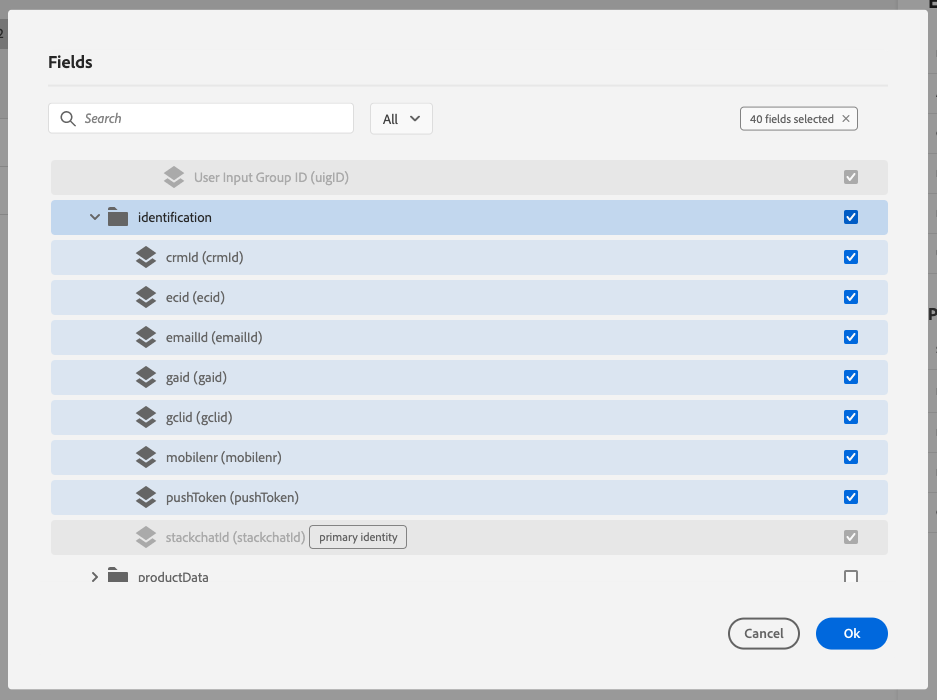 Fields
Search
All
40 fields selected
User Input Group ID (uigID)
identification
crmId (crmId)
ecid (ecid)
emailId (emailId)
gaid (gaid)
gclid (gclid)
mobilenr (mobilenr)
pushToken (pushToken)
stackchatId (stackchatId) primary identity
productData
Cancel
Ok